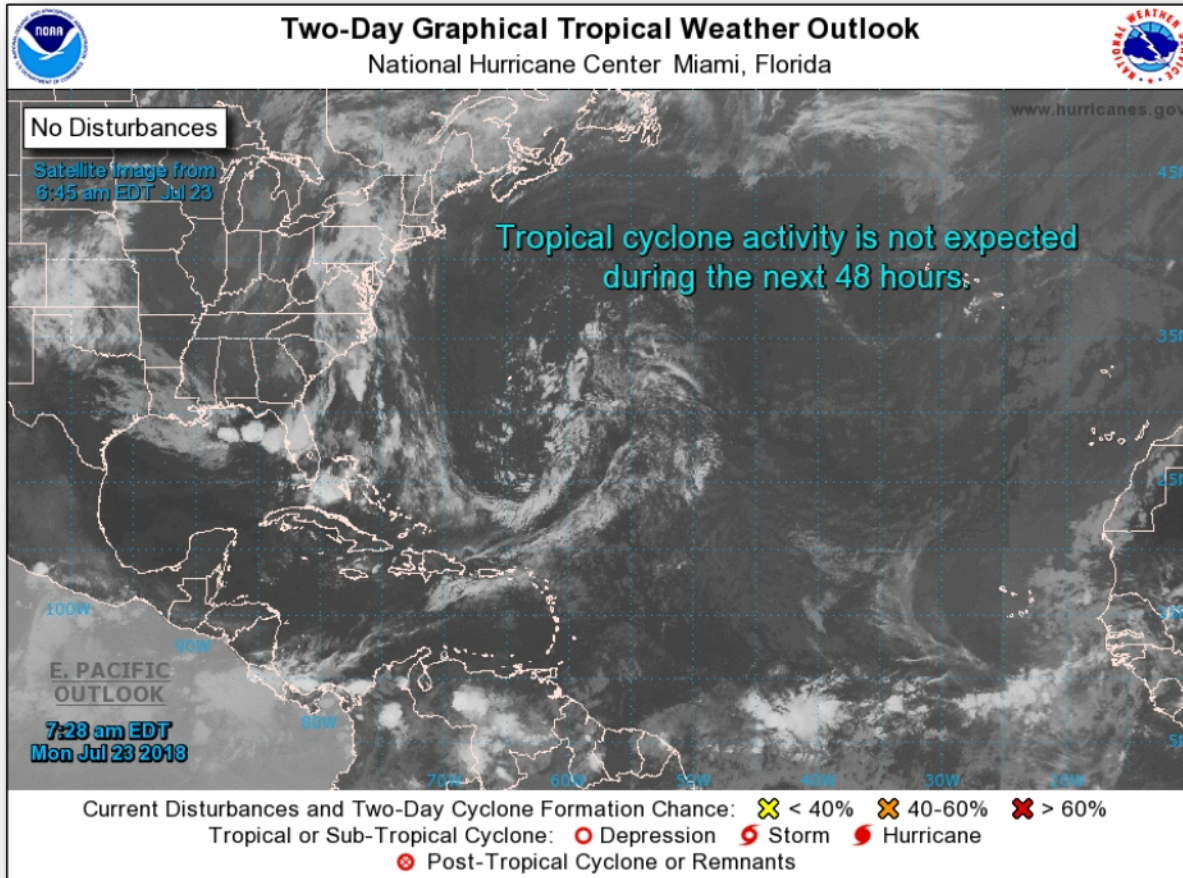 Two-Day Graphical Tropical Weather Outlook
National Hurricane Center Miami, Florida
NOAA
No Disturbances
www.hurricanes.gov
Satellite Image from
6:45 am EDT Jul 23
45N
Tropical cyclone activity is not expected
during the next 48 hours.
35N
25N
100W
15N
90W
E. PACIFIC
OUTLOOK
80W
7:28 am EDT
Mon Jul 23 2018
5N
70W
60W
50W
40W
30W
10W
Current Disturbances and Two-Day Cyclone Formation Chance: < 40% 40-60% > 60%
Tropical or Sub-Tropical Cyclone: Depression Storm Hurricane
Post-Tropical Cyclone or Remnants